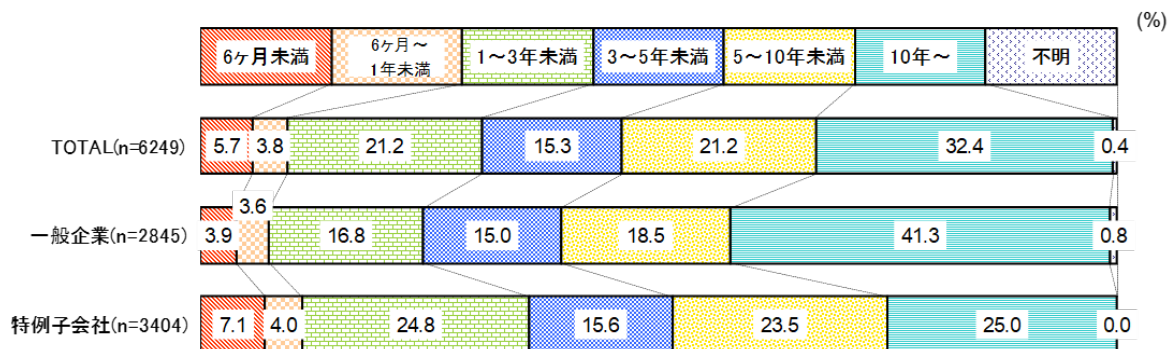 (%)
6ヶ月未満
6ヶ月～
1年未満
1～3年未満
3～5年未満
5～10年未満
10年～
不明
TOTAL(n=6249)
5.7
3.8
21.2
15.3
21.2
32.4
0.4
一般企業(n=2845)
3.9
3.6
16.8
15.0
18.5
41.3
0.8
特例子会社(n=3404)
7.1
4.0
24.8
15.6
23.5
25.0
0.0